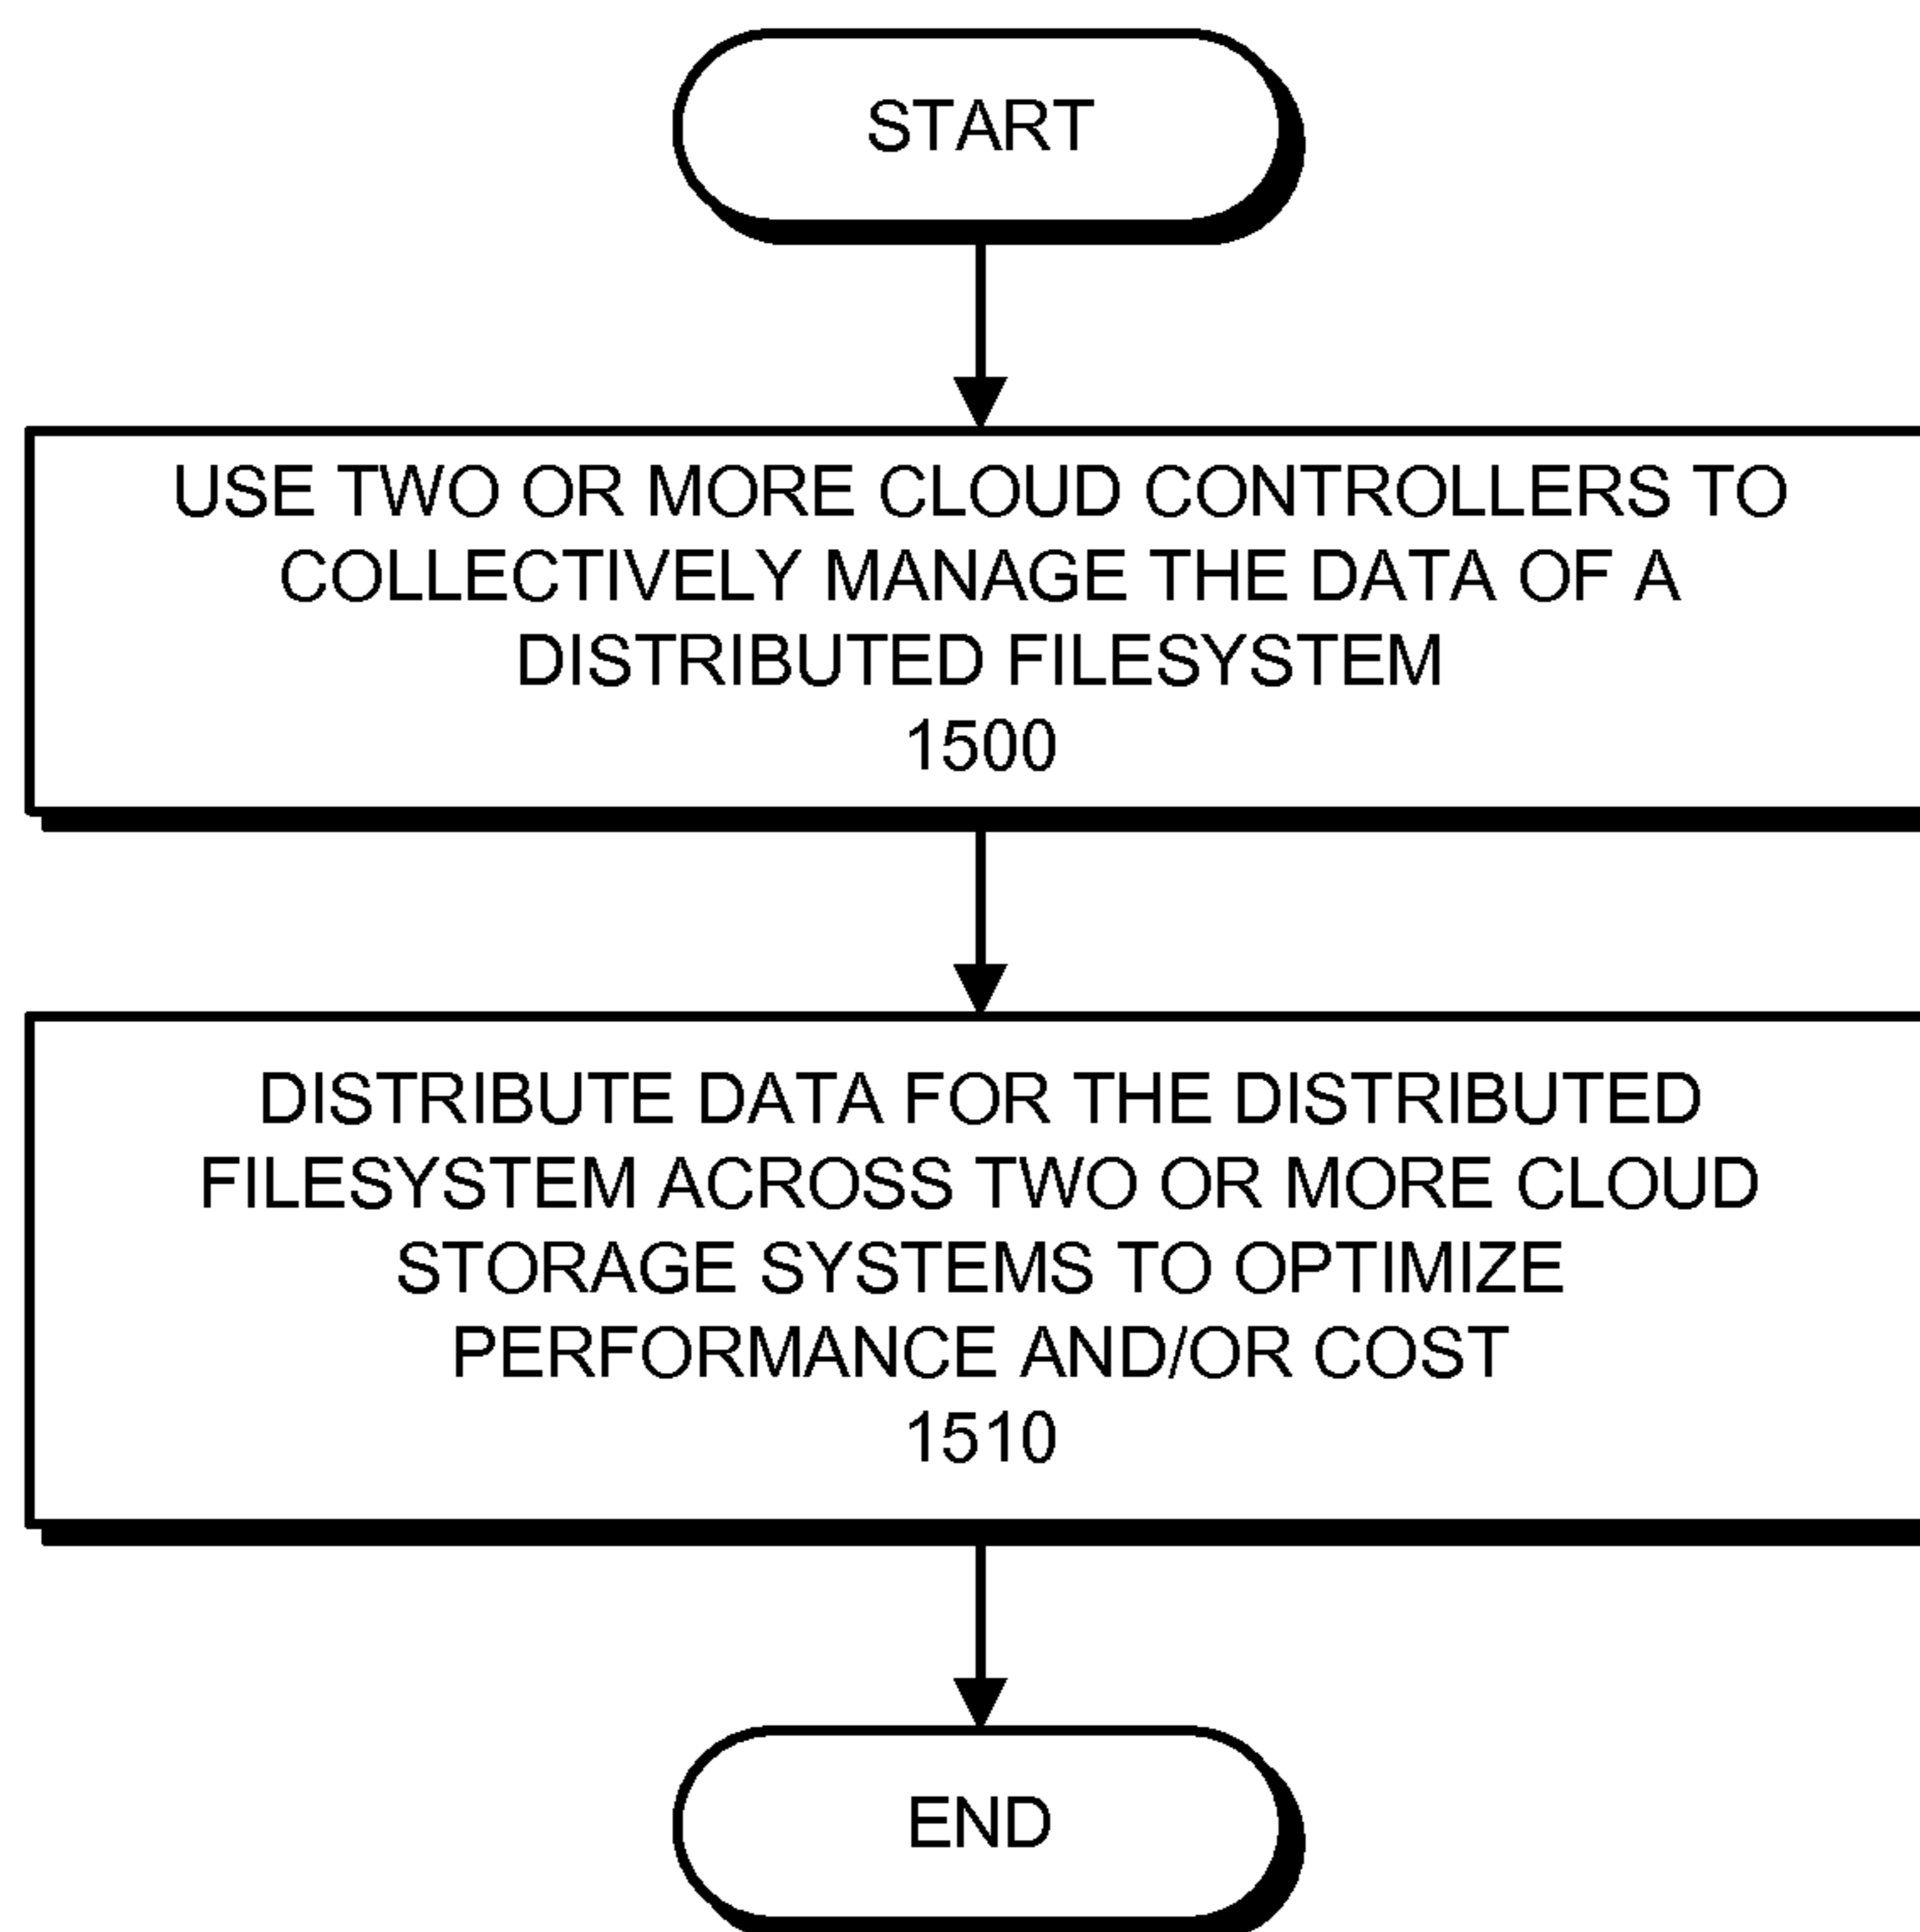 START
USE TWO OR MORE CLOUD CONTROLLERS TO
COLLECTIVELY MANAGE THE DATA OF A
DISTRIBUTED FILESYSTEM
1500
DISTRIBUTE DATA FOR THE DISTRIBUTED
FILESYSTEM ACROSS TWO OR MORE CLOUD
STORAGE SYSTEMS TO OPTIMIZE
PERFORMANCE AND/OR COST
1510
END